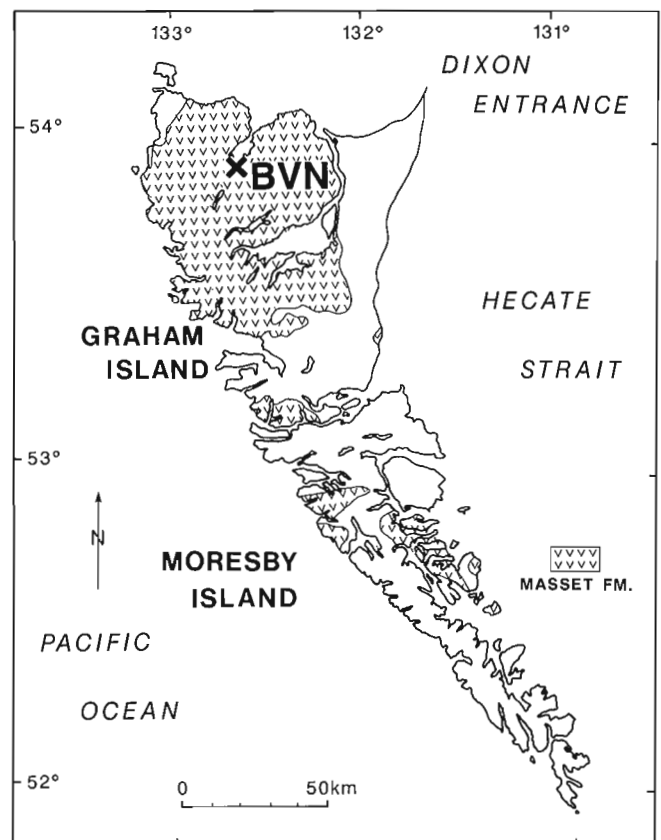 133°
132°
131°
DIXON
ENTRANCE
54°
BVN
HECATE
STRAIT
GRAHAM
ISLAND
53°
N
MORESBY
ISLAND
MASSET FM.
PACIFIC
OCEAN
52°
0 50km